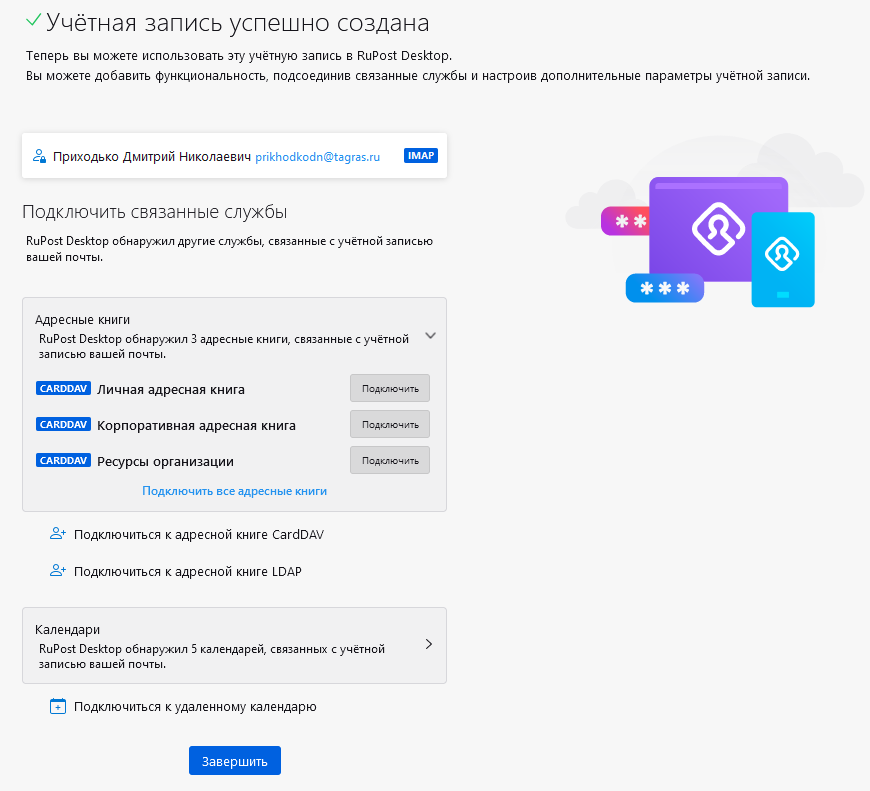 Учётная запись успешно создана
Теперь вы можете использовать эту учётную запись в RuPost Desktop.
Вы можете добавить функциональность, подсоединив связанные службы и настроив дополнительные параметры учётной записи.
Приходько Дмитрий Николаевич prikhodkodn@tagras.ru IMAP
Подключить связанные службы
RuPost Desktop обнаружил другие службы, связанные с учётной записью
вашей почты.
Адресные книги
RuPost Desktop обнаружил 3 адресные книги, связанные с учётной
записью вашей почты.
CARDDAV Личная адресная книга Подключить
CARDDAV Корпоративная адресная книга Подключить
CARDDAV Ресурсы организации Подключить
Подключить все адресные книги
Подключиться к адресной книге CardDAV
Подключиться к адресной книге LDAP
Календари
RuPost Desktop обнаружил 5 календарей, связанных с учётной
записью вашей почты.
Подключиться к удаленному календарю
Завершить